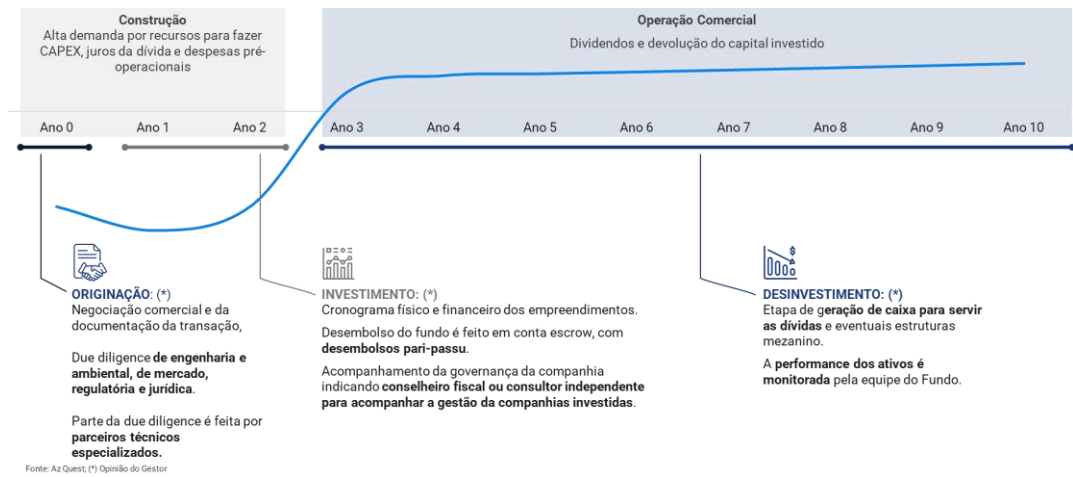 Construção
Alta demanda por recursos para fazer
CAPEX, juros da dívida e despesas pré-
operacionais
Operação Comercial
Dividendos e devolução do capital investido
Ano 0
Ano 1
Ano 2
Ano 3
Ano 4
Ano 5
Ano 6
Ano 7
Ano 8
Ano 9
Ano 10
ORIGINAÇÃO: (*)
Negociação comercial e da
documentação da transação,
Due diligence de engenharia e
ambiental, de mercado,
regulatória e jurídica.
Parte da due diligence é feita por
parceiros técnicos
especializados.
INVESTIMENTO: (*)
Cronograma físico e financeiro dos empreendimentos.
Desembolso do fundo é feito em conta escrow, com
desembolsos pari-passu.
Acompanhamento da governança da companhia
indicando conselheiro fiscal ou consultor independente
para acompanhar a gestão da companhias investidas.
DESINVESTIMENTO: (*)
Etapa de geração de caixa para servir
as dívidas e eventuais estruturas
mezanino.
A performance dos ativos é
monitorada pela equipe do Fundo.
Fonte: Az Quest; (*) Opinião do Gestor